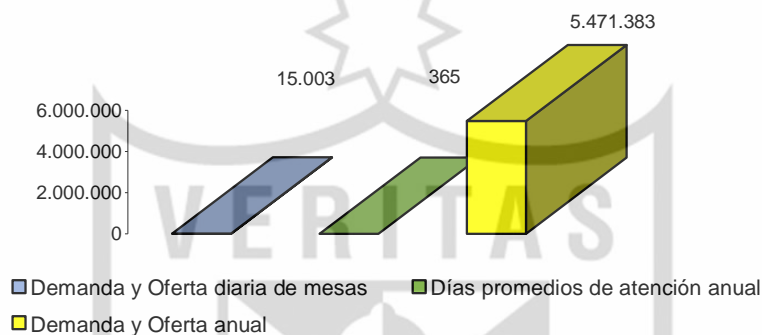 5.471.383
15.003
365
6.000.000
4.000.000
2.000.000
0
VERITAS
Demanda y Oferta diaria de mesas
Días promedios de atención anual
Demanda y Oferta anual